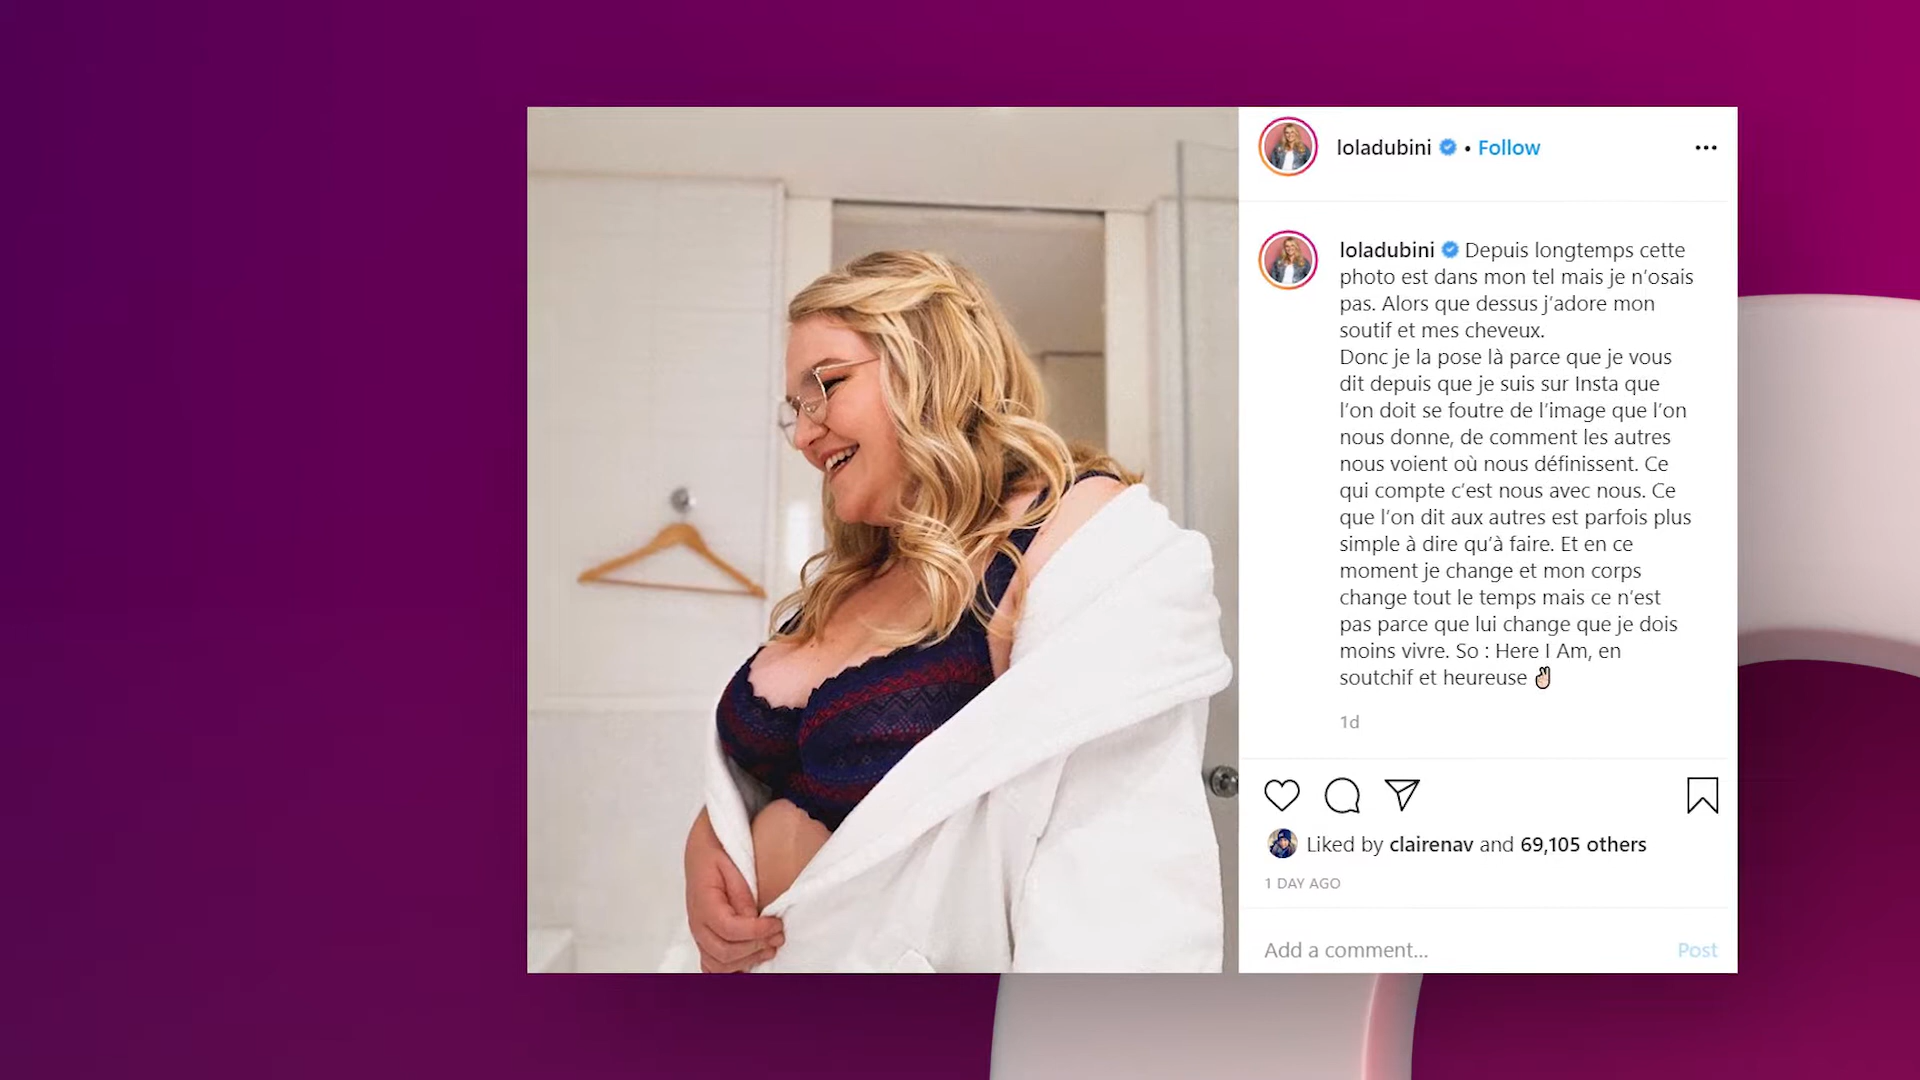 loladubini • Follow
loladubini Depuis longtemps cette
photo est dans mon tel mais je n'osais
pas. Alors que dessus j'adore mon
soutif et mes cheveux.
Donc je la pose là parce que je vous
dit depuis que je suis sur Insta que
l'on doit se foutre de l'image que l'on
nous donne, de comment les autres
nous voient où nous définissent. Ce
qui compte c'est nous avec nous. Ce
que l'on dit aux autres est parfois plus
simple à dire qu'à faire. Et en ce
moment je change et mon corps
change tout le temps mais ce n'est
pas parce que lui change que je dois
moins vivre. So : Here I Am, en
soutchif et heureuse ✌🏻
1d
Liked by clairenav and 69,105 others
1 DAY AGO
Add a comment... Post